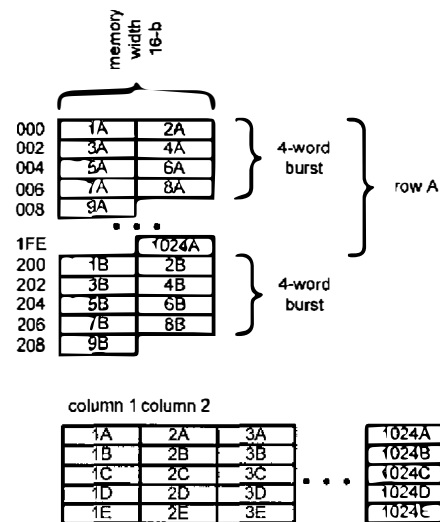 memory
width
16-b
000 1A 2A
002 3A 4A
004 5A 6A
006 7A 8A
008 9A
4-word
burst
row A
1FE 1024A
200 1B 2B
202 3B 4B
204 5B 6B
206 7B 8B
208 9B
4-word
burst
column 1 column 2
1A 2A 3A 1024A
1B 2B 3B 1024B
1C 2C 3C 1024C
1D 2D 3D 1024D
1E 2E 3E 1024E